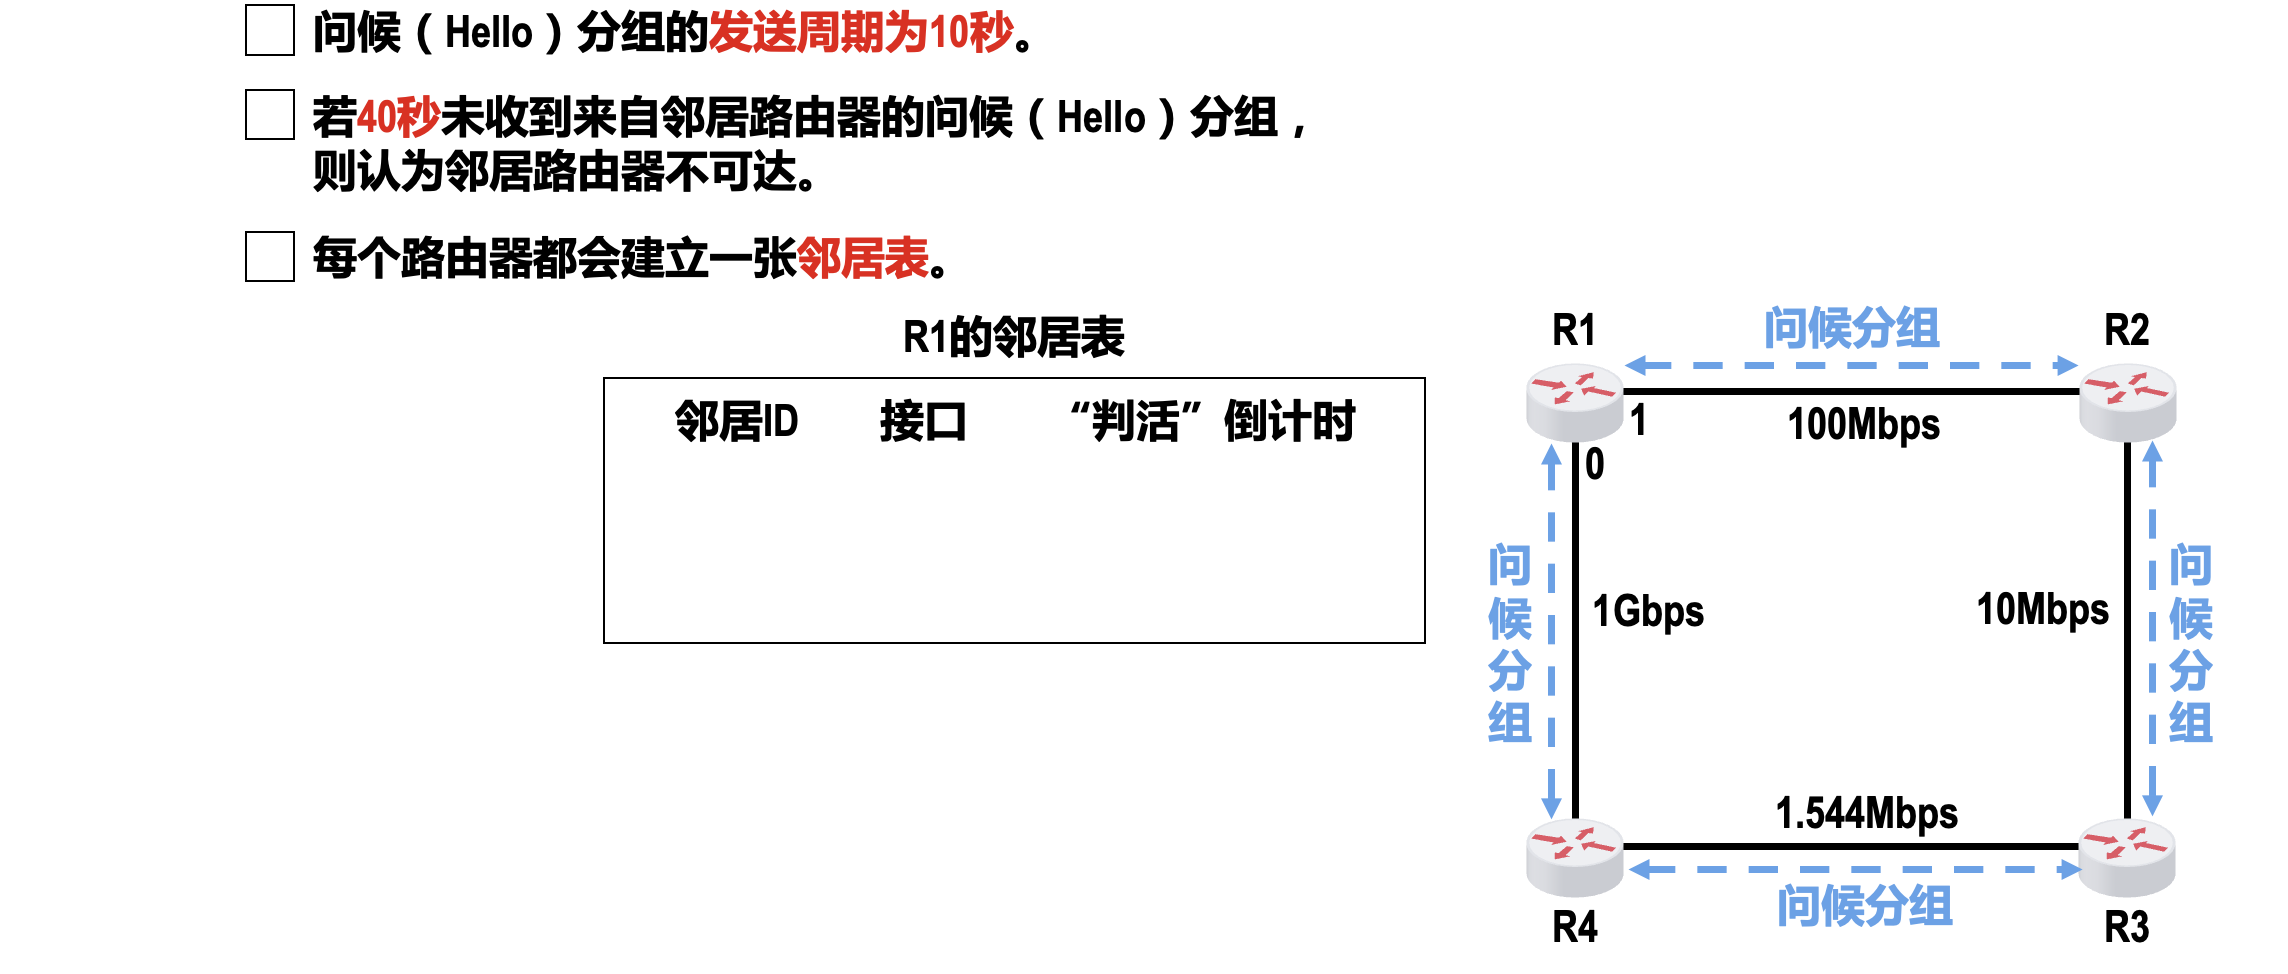 问候（Hello）分组的发送周期为10秒。
若40秒未收到来自邻居路由器的问候（Hello）分组，
则认为邻居路由器不可达。
每个路由器都会建立一张邻居表。
R1的邻居表
邻居ID 接口 “判活”倒计时
R1 问候分组 R2
1 100Mbps
0
问候分组 1Gbps 10Mbps 问候分组
1.544Mbps
问候分组
R4 R3